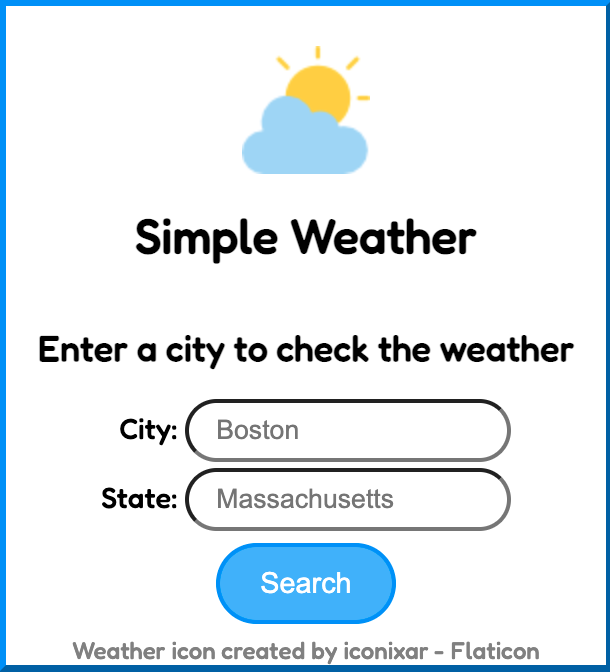 Simple Weather
Enter a city to check the weather
City: Boston
State: Massachusetts
Search
Weather icon created by iconixar - Flaticon